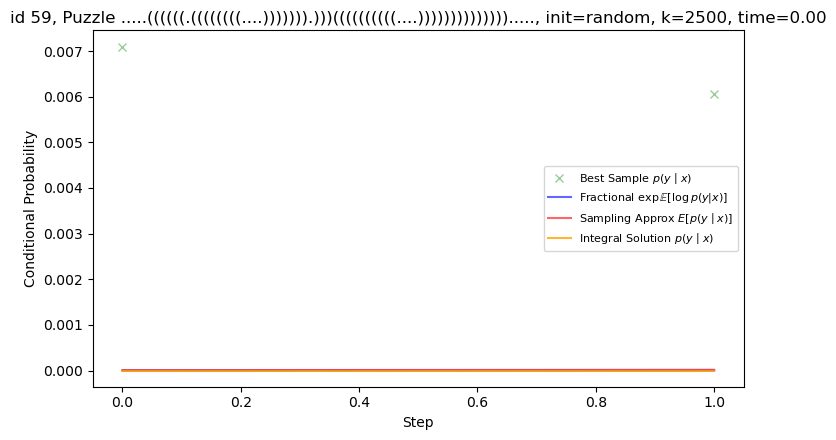 id 59, Puzzle .....((((((.((((((((....))))))).)))((((((((((....))))))))))))))....., init=random, k=2500, time=0.00
0.007
0.006
0.005
0.004
0.003
0.002
0.001
0.000
Conditional Probability
Best Sample p(y | x)
Fractional exp𝔼[log p(y|x)]
Sampling Approx E[p(y | x)]
Integral Solution p(y | x)
0.0 0.2 0.4 0.6 0.8 1.0
Step